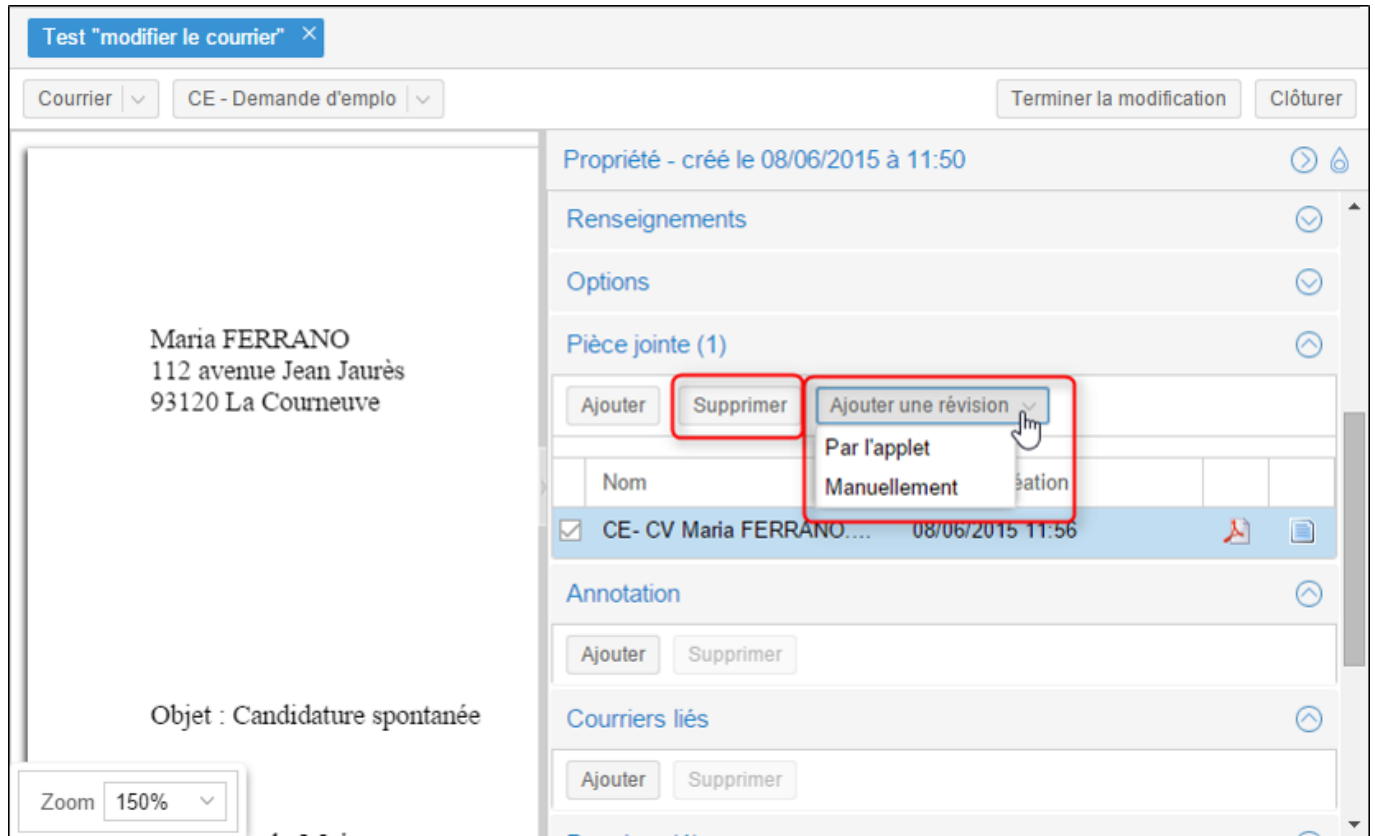 Test "modifier le courrier" ×
Courrier
CE - Demande d'emplo
Terminer la modification
Clôturer
Maria FERRANO
112 avenue Jean Jaurès
93120 La Courneuve
Objet : Candidature spontanée
Zoom 150%
Propriété - créé le 08/06/2015 à 11:50
Renseignements
Options
Pièce jointe (1)
Ajouter Supprimer Ajouter une révision
Par l'applet
Manuellement
Nom éation
CE- CV Maria FERRANO.... 08/06/2015 11:56
Annotation
Ajouter Supprimer
Courriers liés
Ajouter Supprimer